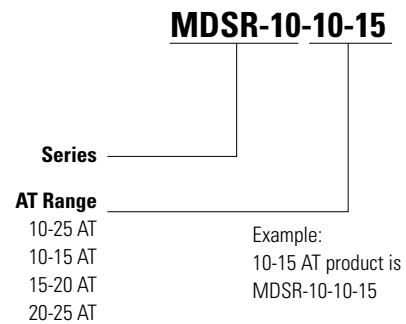 MDSR-10-10-15
Series
AT Range
10-25 AT
10-15 AT
15-20 AT
20-25 AT
Example:
10-15 AT product is
MDSR-10-10-15